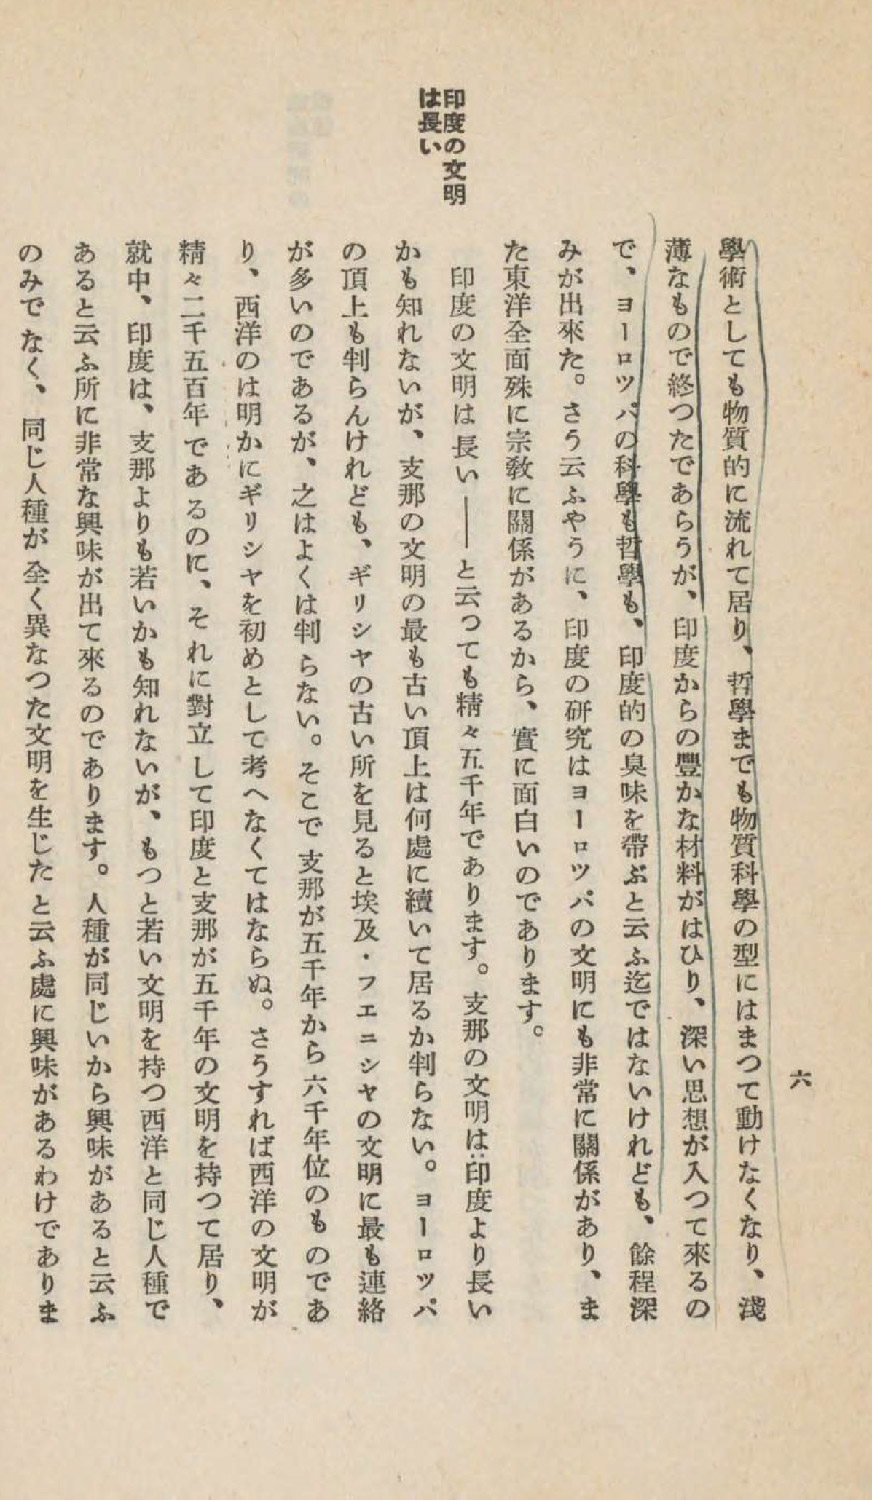 六
學術としても物質的に流れて居り、哲學までも物質科學の型にはまつて動けなくなり、淺
薄なもので終つたであらうが、印度からの豐かな材料がはひり、深い思想が入つて來るの
で、ヨーロツパの科學も哲學も、印度的の臭味を帶ぶと云ふ迄ではないけれども、餘程深
みが出來た。さう云ふやうに、印度の硏究はヨーロツパの文明にも非常に關係があり、ま
た東洋全面殊に宗敎に關係があるから、實に面白いのであります。
印度の文明
は長い
印度の文明は長い――と云つても精々五千年であります。支那の文明は印度より長い
かも知れないが、支那の文明の最も古い頂上は何處に續いて居るか判らない。ヨーロツパ
の頂上も判らんけれども、ギリシヤの古い所を見ると埃及・フエニシヤの文明に最も連絡
が多いのであるが、之はよくは判らない。そこで支那が五千年から六千年位のものであ
り、西洋のは明かにギリシヤを初めとして考へなくてはならぬ。さうすれば西洋の文明が
精々二千五百年であるのに、それに對立して印度と支那が五千年の文明を持つて居り、
就中、印度は、支那よりも若いかも知れないが、もつと若い文明を持つ西洋と同じ人種で
あると云ふ所に非常な興味が出て來るのであります。人種が同じいから興味があると云ふ
のみでなく、同じ人種が全く異なつた文明を生じたと云ふ處に興味があるわけでありま